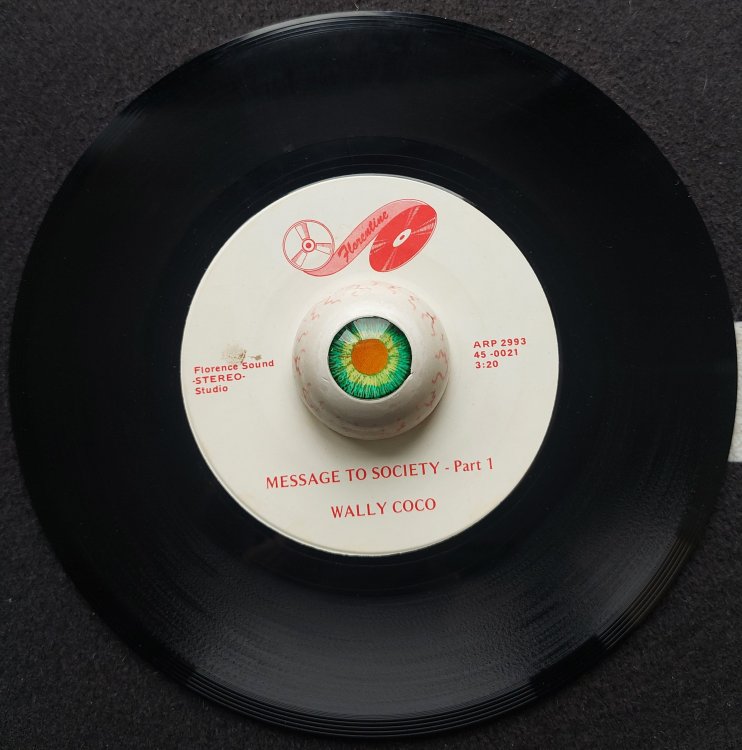 Florentine
Florence Sound
-STEREO-
Studio
ARP 2993
45 -0021
3:20
MESSAGE TO SOCIETY - Part 1
WALLY COCO